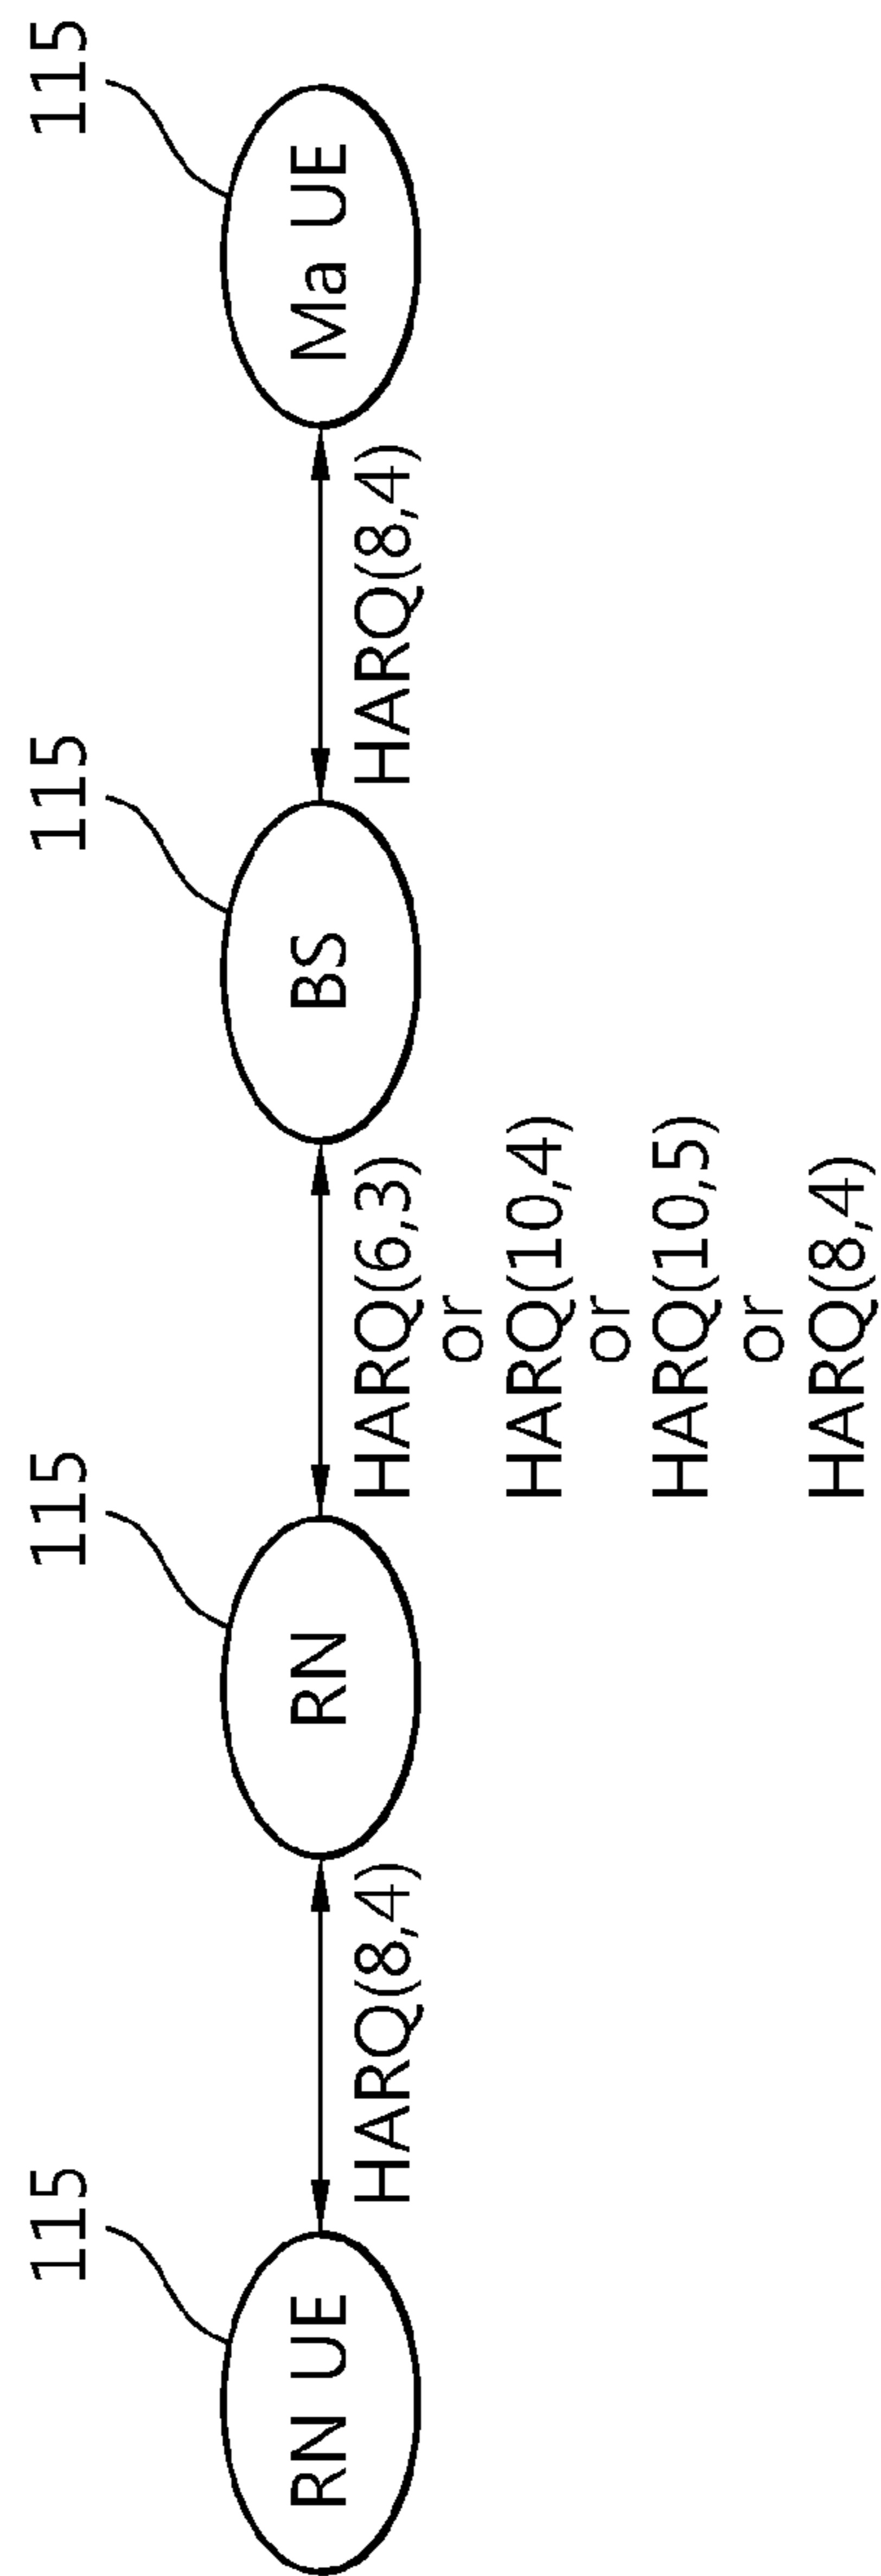 115
115
115
115
RN UE
RN
BS
Ma UE
HARQ(8,4)
HARQ(6,3)
or
HARQ(10,4)
or
HARQ(10,5)
or
HARQ(8,4)
HARQ(8,4)